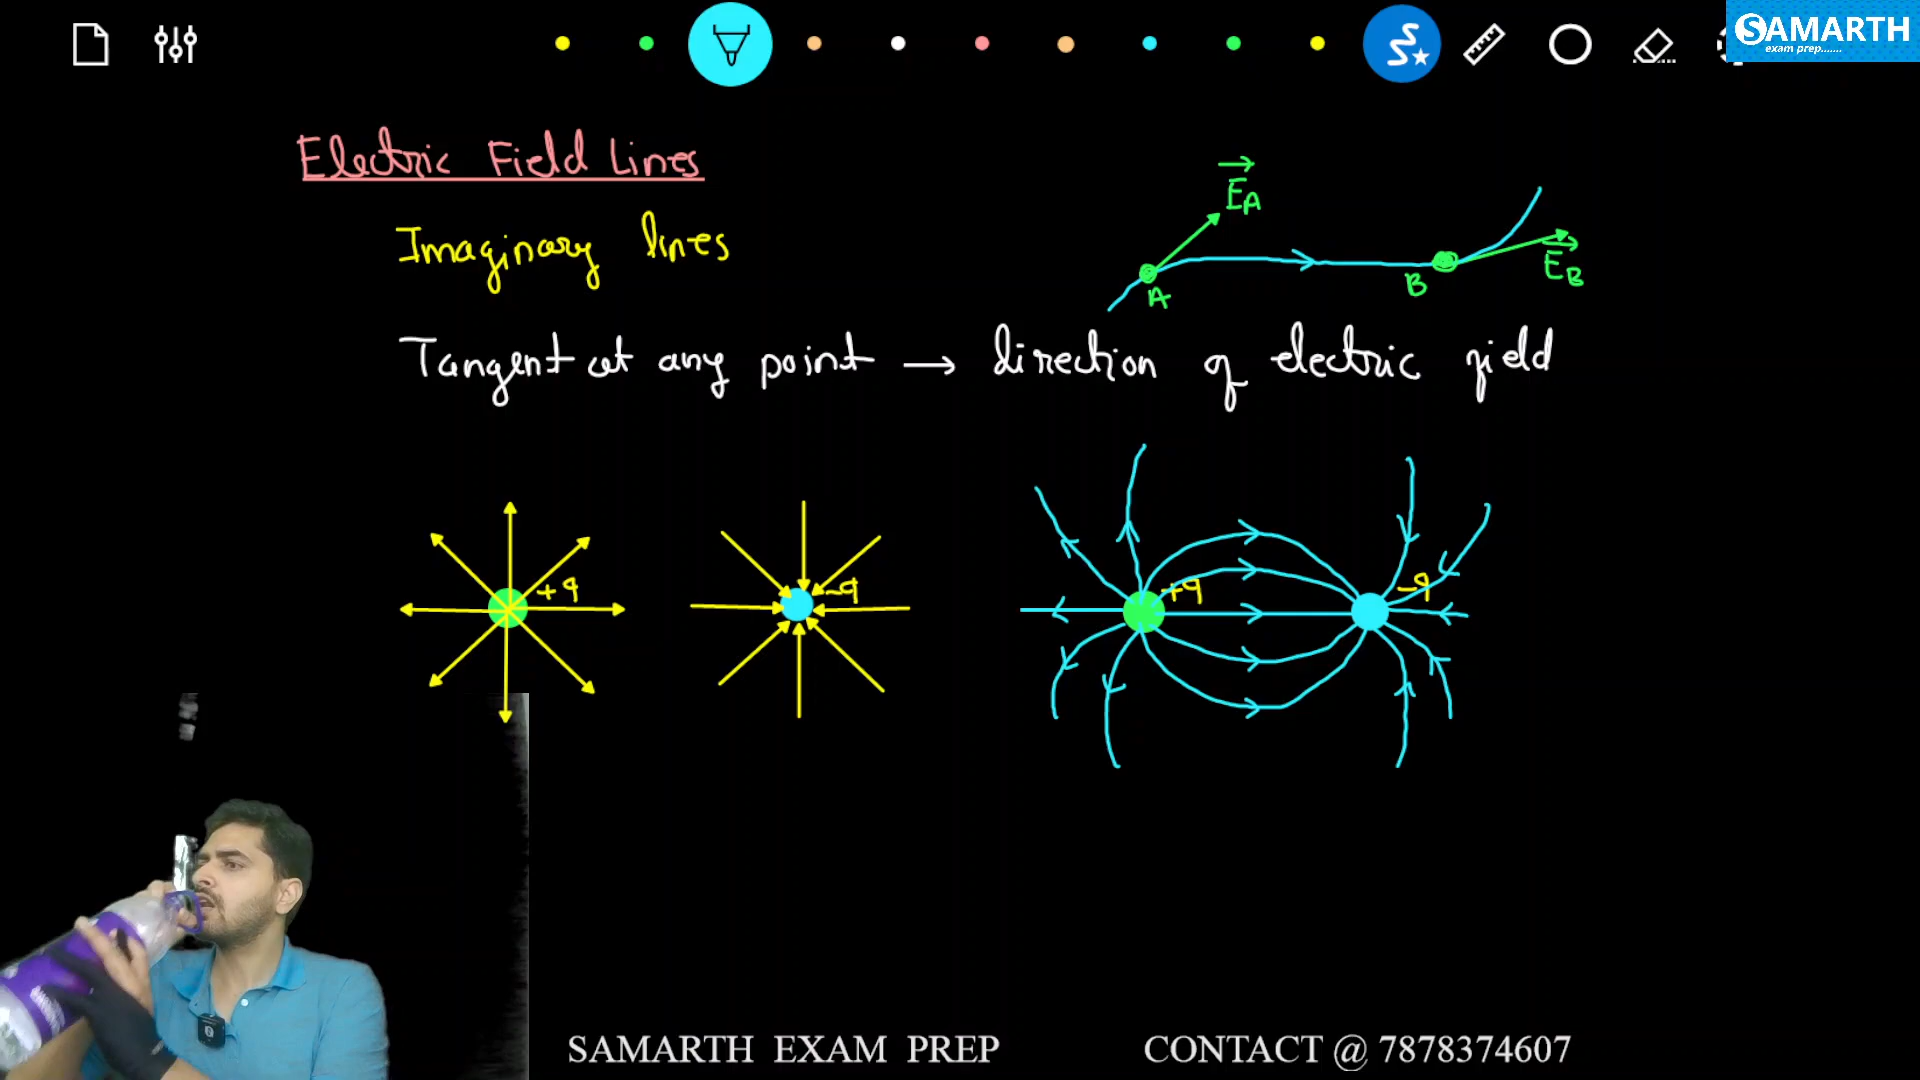 SAMARTH
exam prep.......
Electric Field Lines
Imaginary lines
E_A
A
B
E_B
Tangent at any point → direction of electric field
+q
-q
+q
-q
SAMARTH EXAM PREP
CONTACT @ 7878374607